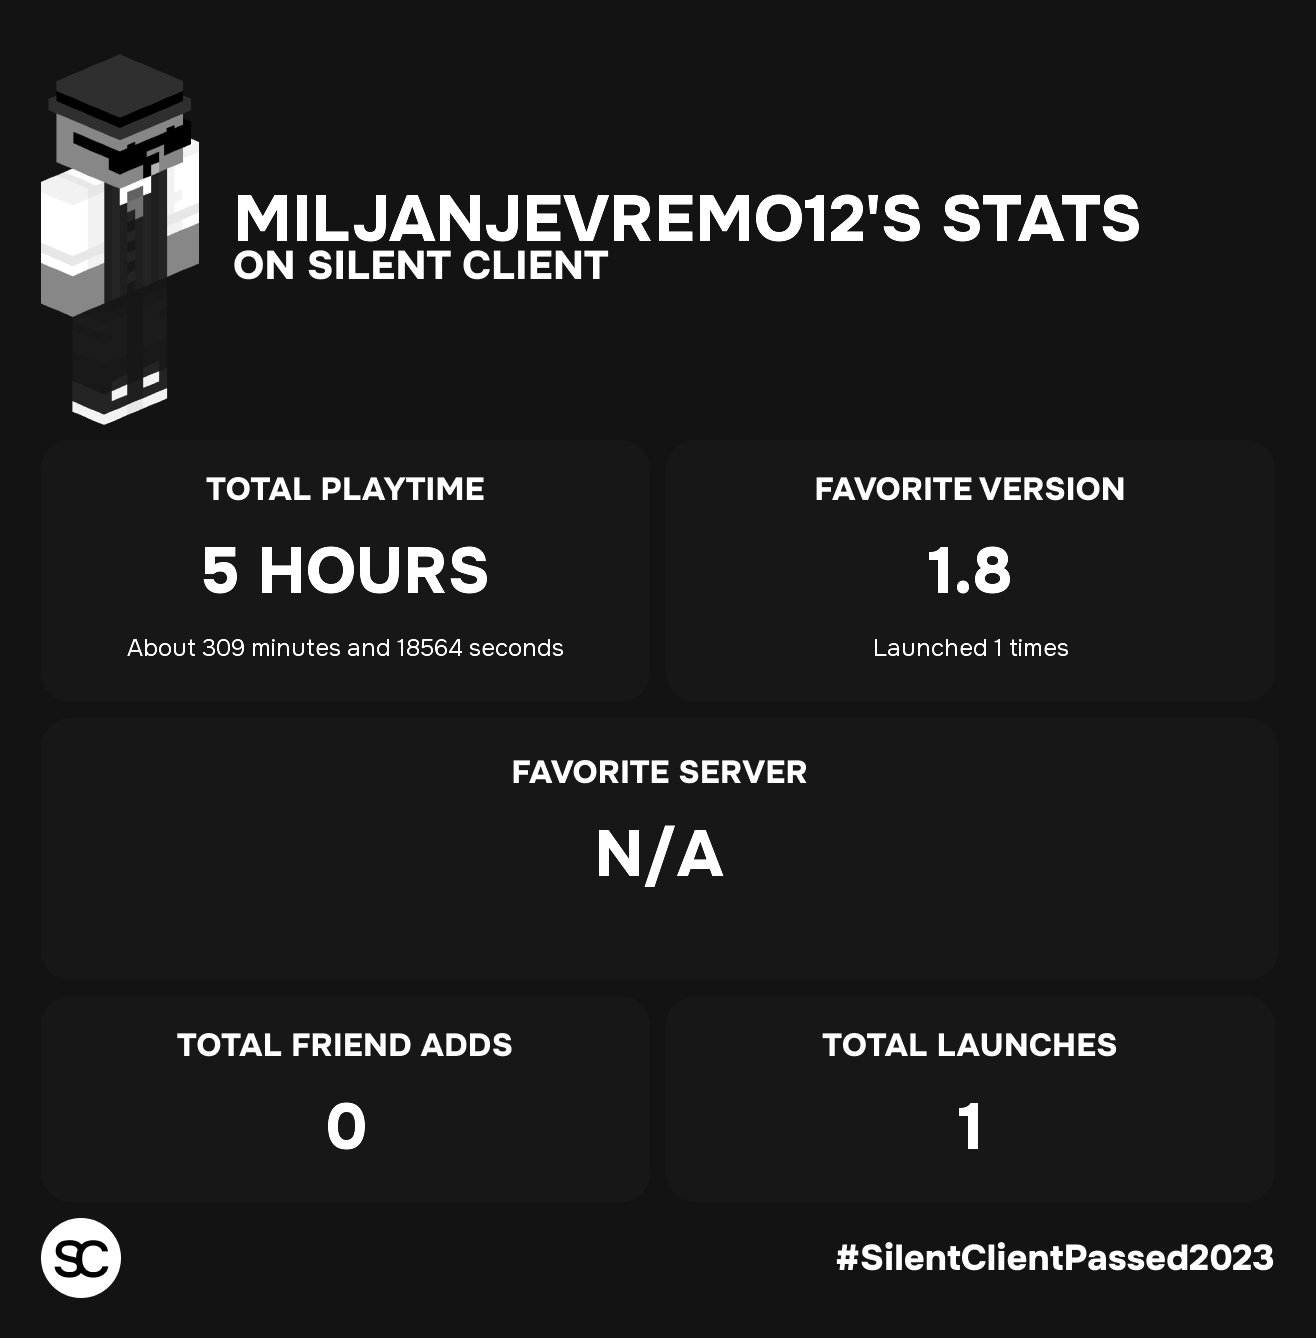 MILJANJEVREMO12'S STATS
ON SILENT CLIENT
TOTAL PLAYTIME
5 HOURS
About 309 minutes and 18564 seconds
FAVORITE VERSION
1.8
Launched 1 times
FAVORITE SERVER
N/A
TOTAL FRIEND ADDS
0
TOTAL LAUNCHES
1
SC
#SilentClientPassed2023